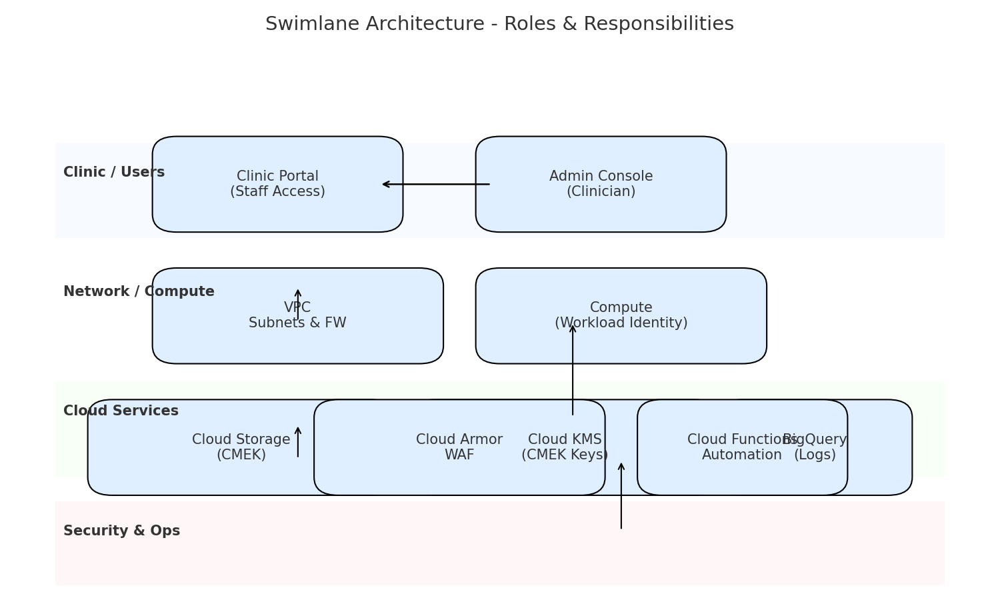 Swimlane Architecture - Roles & Responsibilities
Clinic / Users
Clinic Portal
(Staff Access)
Admin Console
(Clinician)
Network / Compute
VPC
Subnets & FW
Compute
(Workload Identity)
Cloud Services
Cloud Storage
(CMEK)
Cloud Armor
WAF
Cloud KMS
(CMEK Keys)
Cloud Functions
Automation
BigQuery
(Logs)
Security & Ops